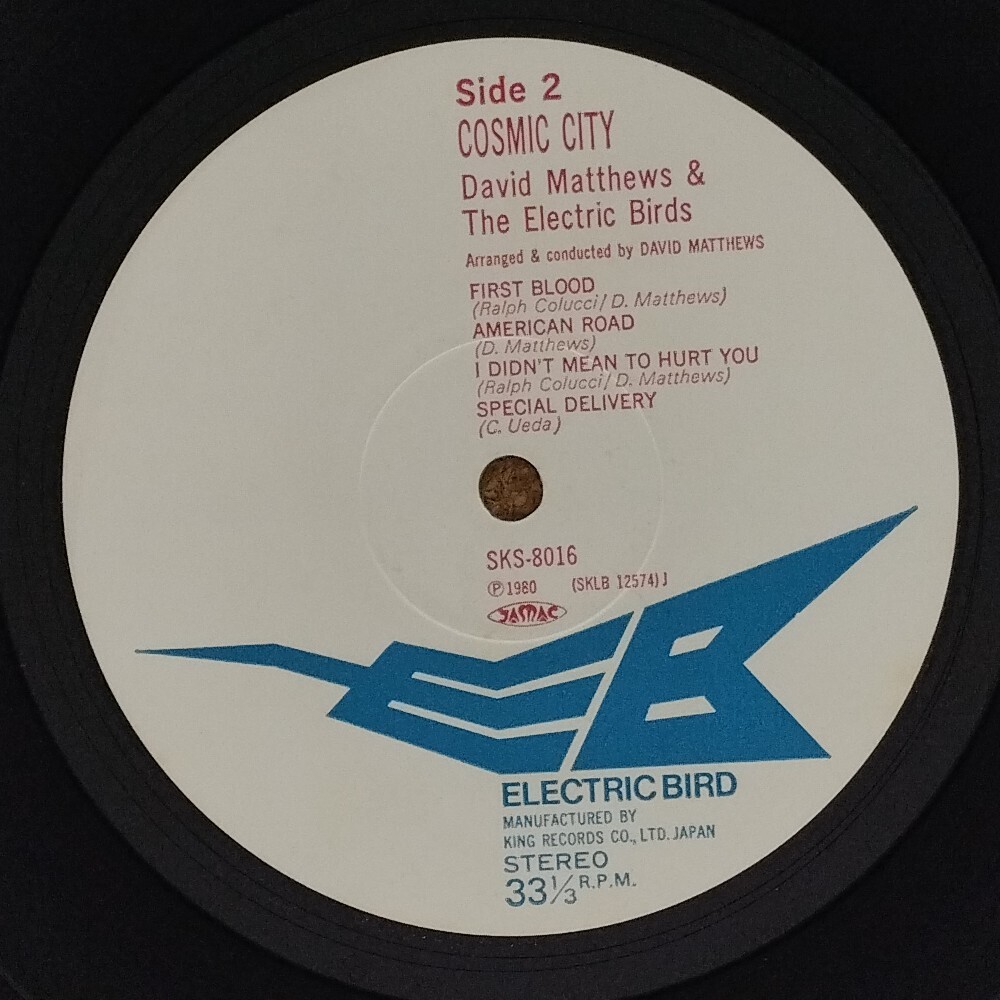 Side 2
COSMIC CITY
David Matthews &
The Electric Birds
Arranged & conducted by DAVID MATTHEWS
FIRST BLOOD
(Ralph Colucci/ D. Matthews)
AMERICAN ROAD
(D. Matthews)
I DIDN'T MEAN TO HURT YOU
(Ralph Colucci/ D. Matthews)
SPECIAL DELIVERY
(C. Ueda)
SKS-8016
℗1980 (SKLB 12574) J
JASRAC
EB
ELECTRIC BIRD
MANUFACTURED BY
KING RECORDS CO., LTD. JAPAN
STEREO
33⅓ R.P.M.